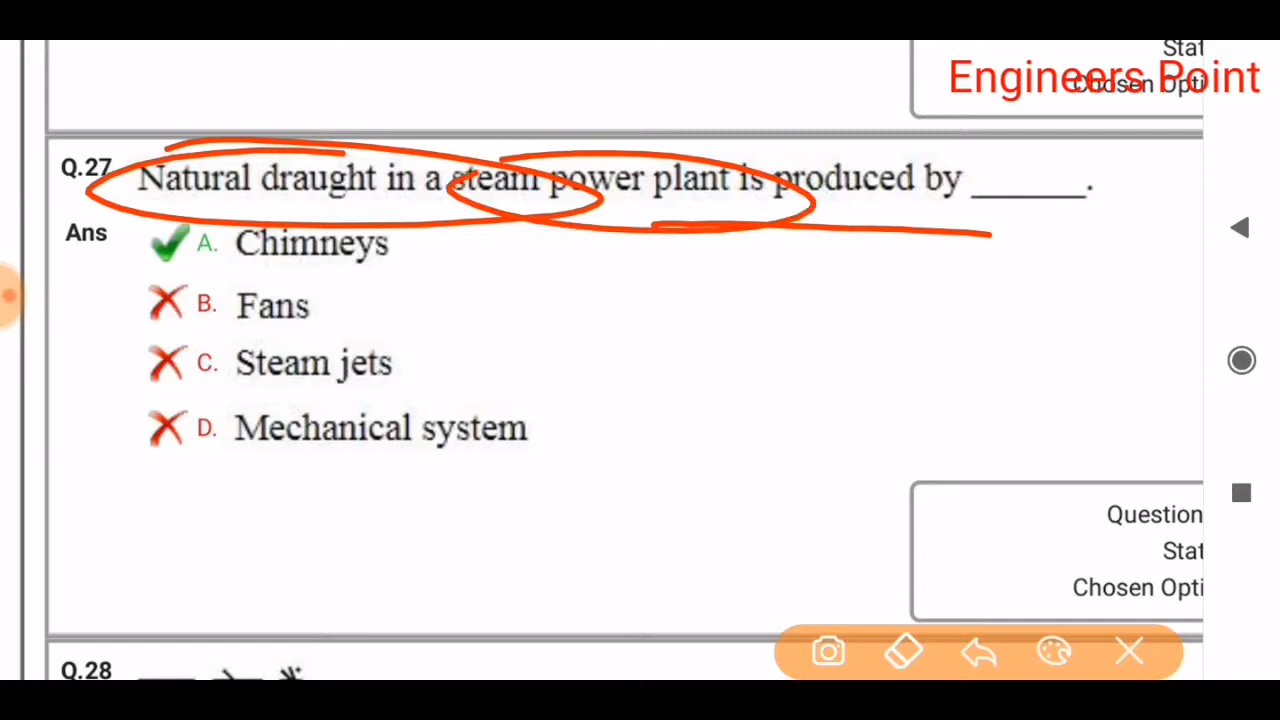 Stat
Engineers Point
Chosen Opti
Q.27 Natural draught in a steam power plant is produced by ______.
Ans A. Chimneys
B. Fans
C. Steam jets
D. Mechanical system
Question
Stat
Chosen Opti
Q.28